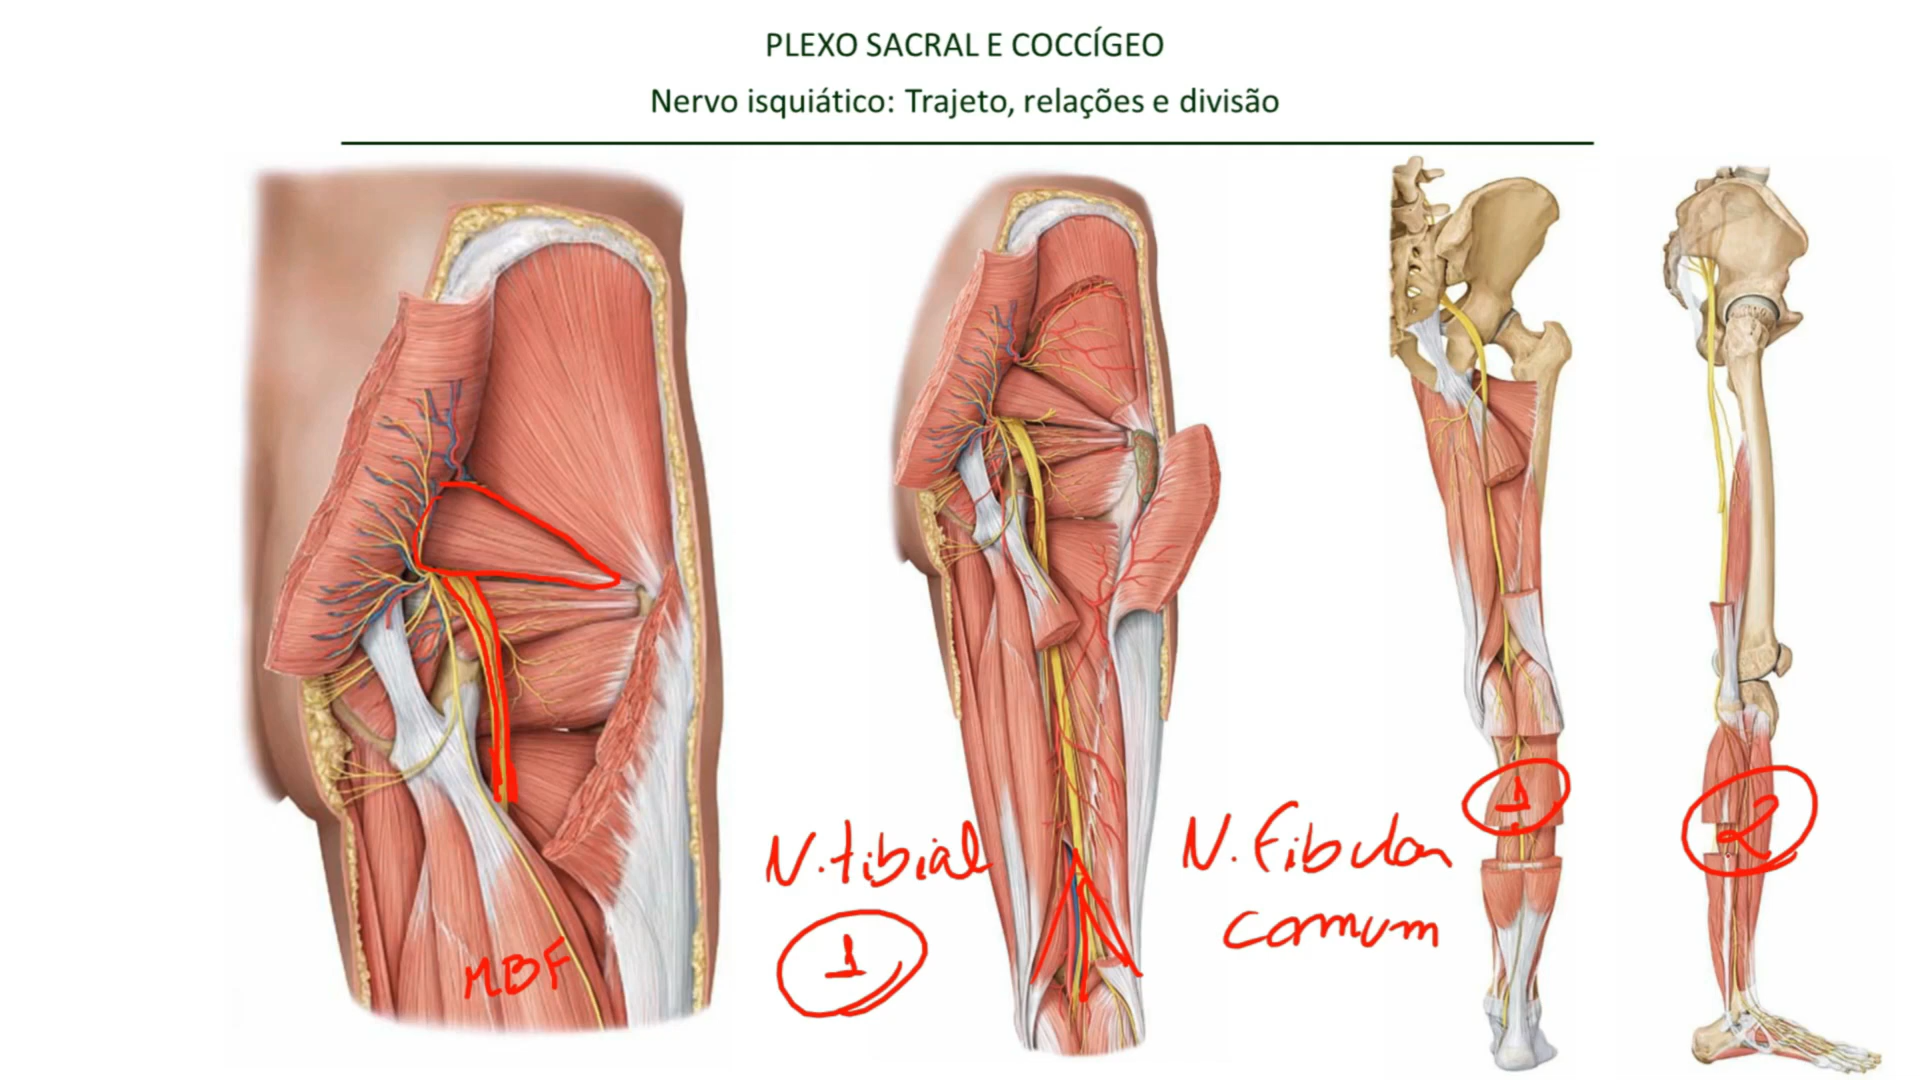 PLEXO SACRAL E COCCÍGEO
Nervo isquiático: Trajeto, relações e divisão
MBF
N. tibial
1
N. Fibular
comum
1
2